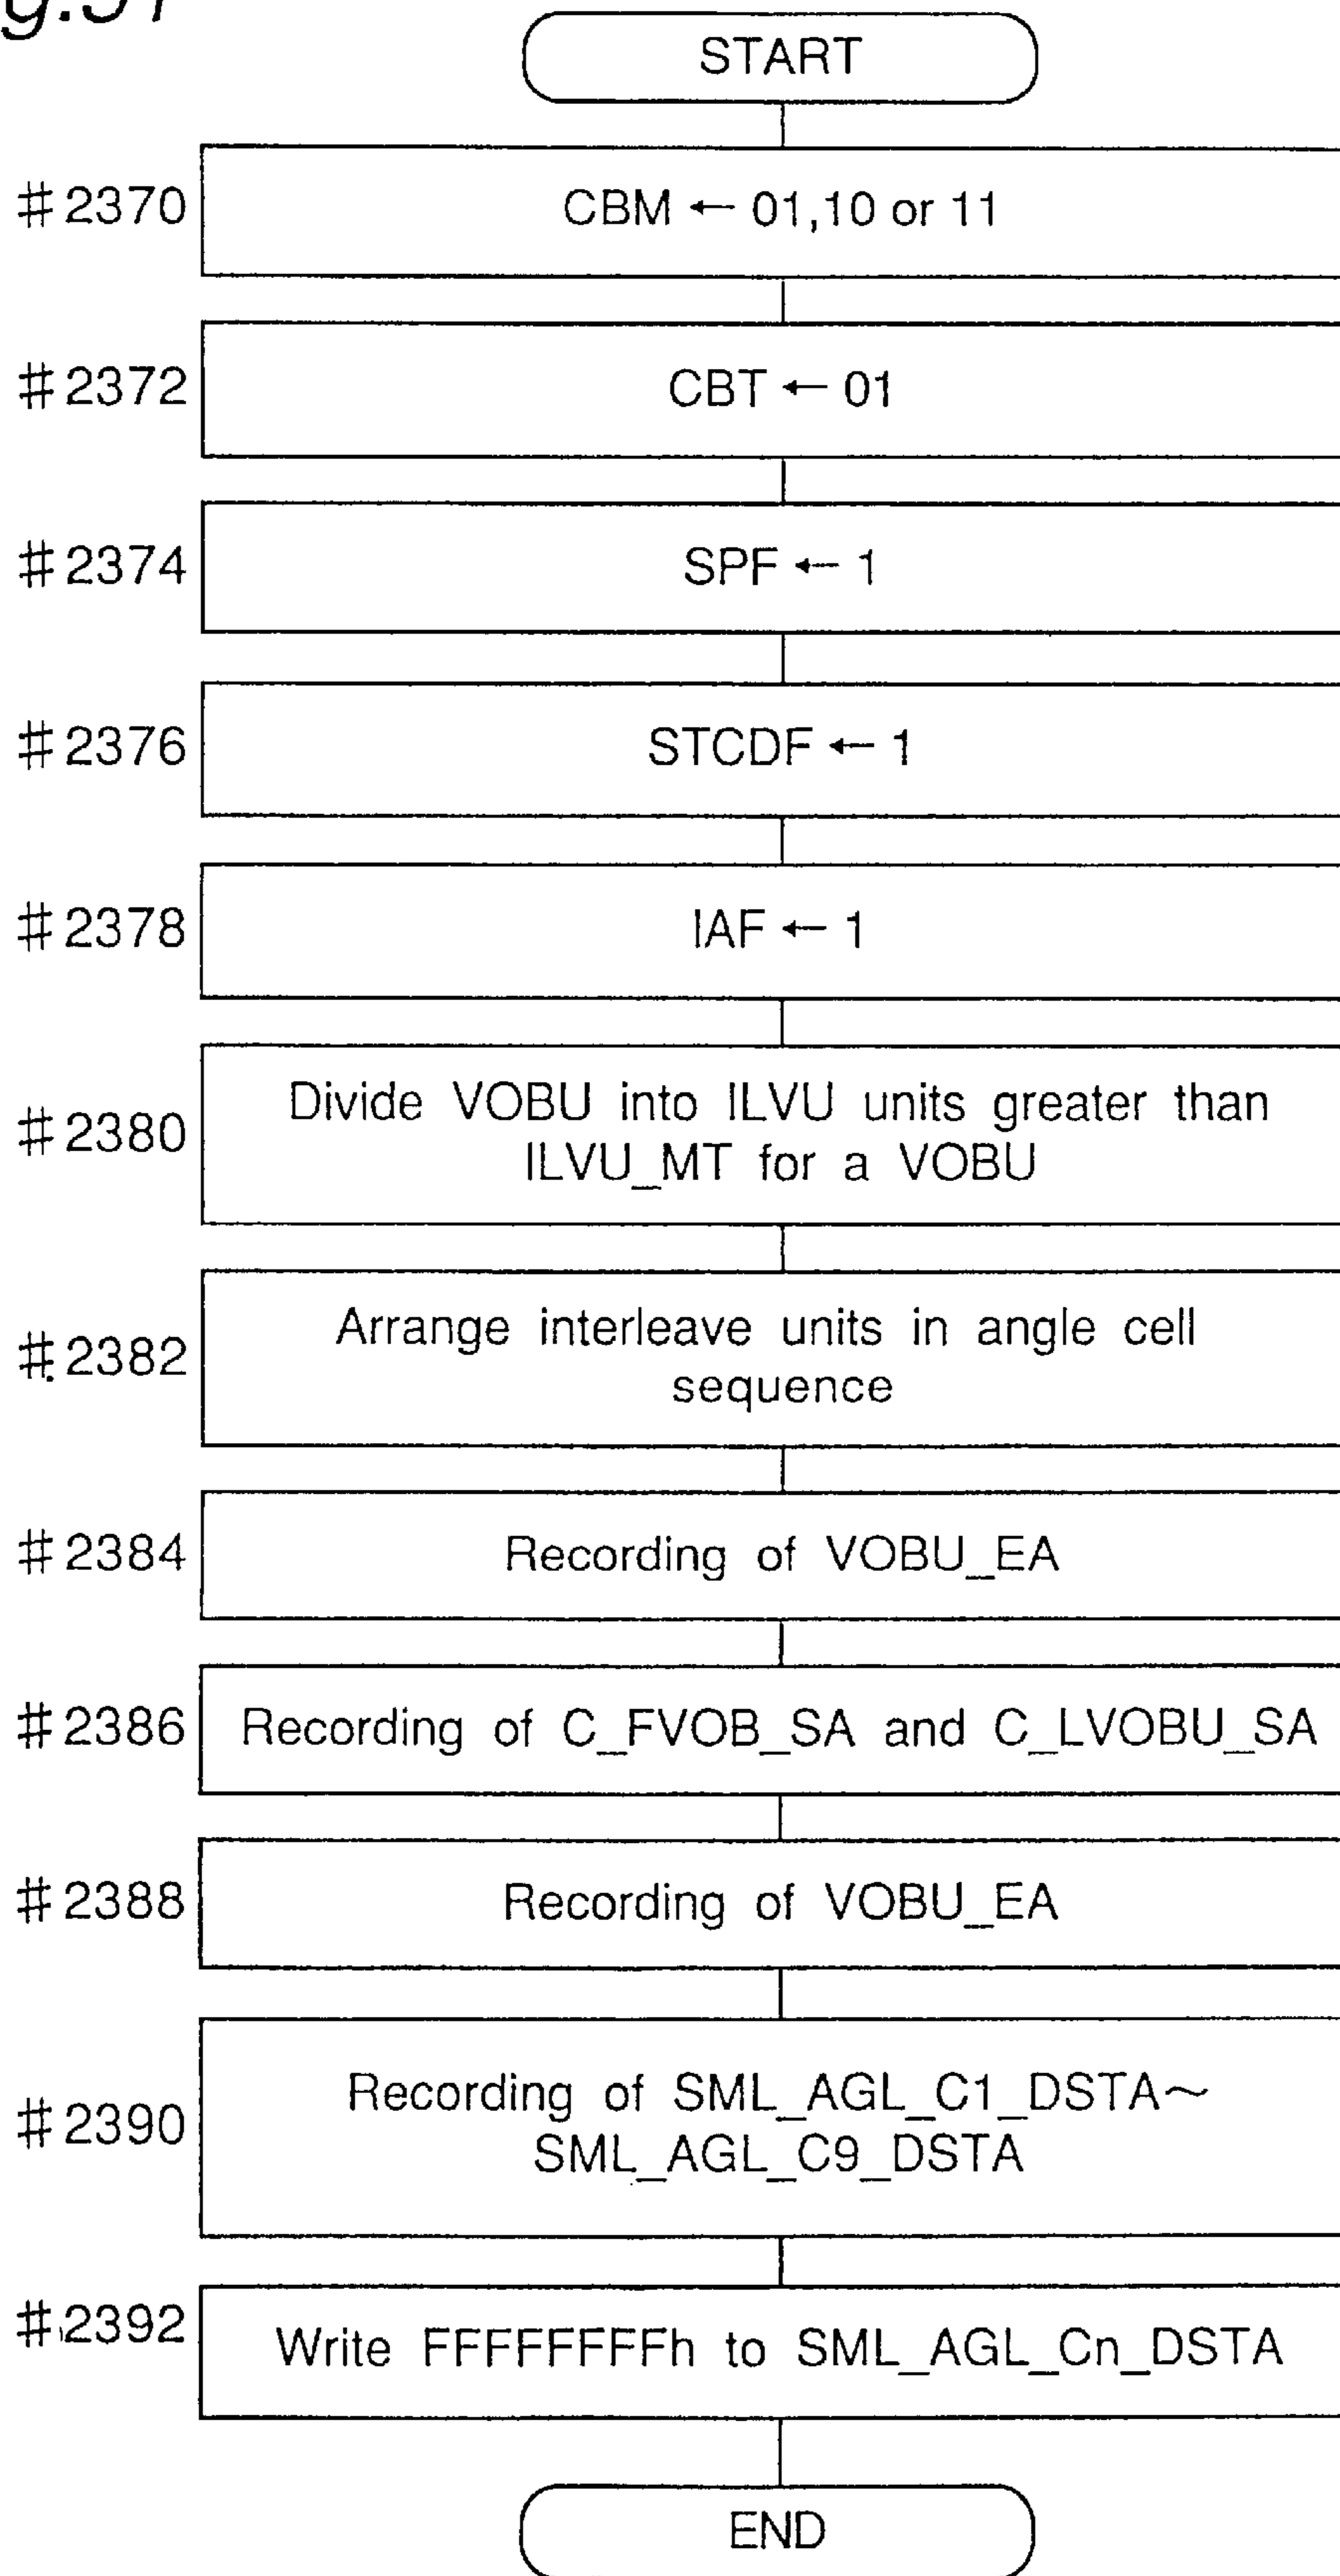 g.51
START
#2370
CBM ← 01,10 or 11
#2372
CBT ← 01
#2374
SPF ← 1
#2376
STCDF ← 1
#2378
IAF ← 1
#2380
Divide VOBU into ILVU units greater than
ILVU_MT for a VOBU
#2382
Arrange interleave units in angle cell
sequence
#2384
Recording of VOBU_EA
#2386
Recording of C_FVOB_SA and C_LVOBU_SA
#2388
Recording of VOBU_EA
#2390
Recording of SML_AGL_C1_DSTA~
SML_AGL_C9_DSTA
#2392
Write FFFFFFFFh to SML_AGL_Cn_DSTA
END